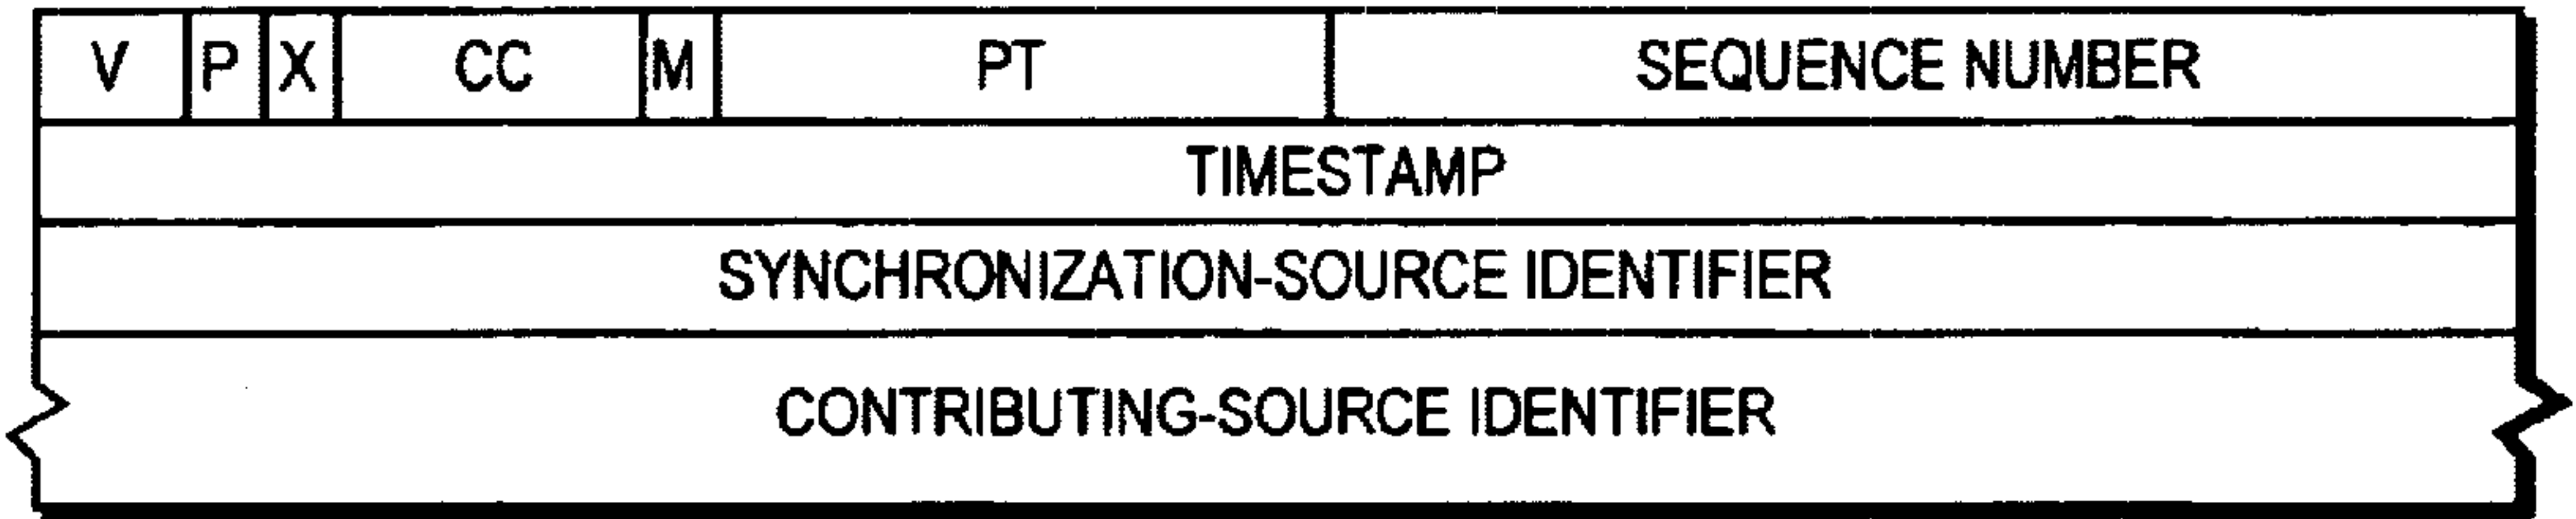 V P X CC M PT SEQUENCE NUMBER
TIMESTAMP
SYNCHRONIZATION-SOURCE IDENTIFIER
CONTRIBUTING-SOURCE IDENTIFIER